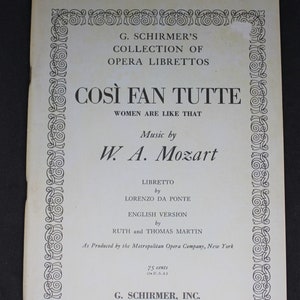 G. SCHIRMER'S
COLLECTION OF
OPERA LIBRETTOS
COSÌ FAN TUTTE
WOMEN ARE LIKE THAT
Music by
W. A. Mozart
LIBRETTO
by
LORENZO DA PONTE
ENGLISH VERSION
by
RUTH and THOMAS MARTIN
As Produced by the Metropolitan Opera Company, New York
75 cents
(In U.S.A.)
G. SCHIRMER, INC.